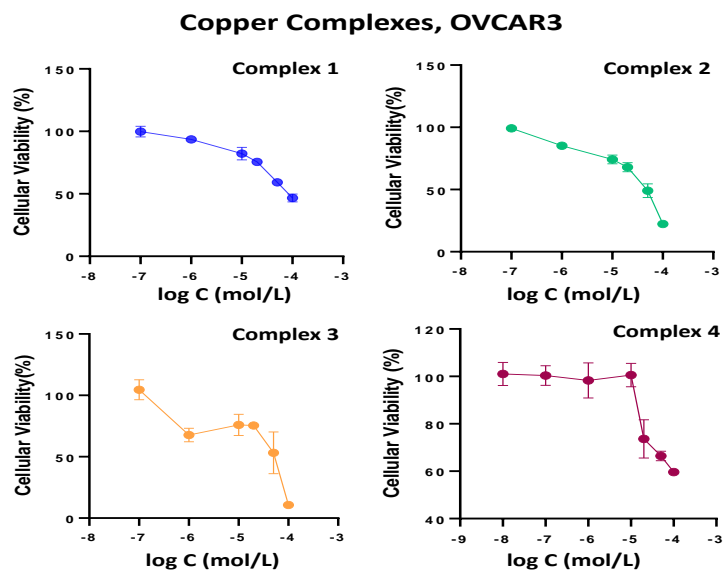 Copper Complexes, OVCAR3
Complex 1
Cellular Viability (%)
150
100
50
0
-8 -7 -6 -5 -4 -3
log C (mol/L)
Complex 2
Cellular Viability(%)
150
100
50
0
-8 -7 -6 -5 -4 -3
log C (mol/L)
Complex 3
Cellular Viability(%)
150
100
50
0
-8 -7 -6 -5 -4 -3
log C (mol/L)
Complex 4
Cellular Viability (%)
120
100
80
60
40
-9 -8 -7 -6 -5 -4 -3
log C (mol/L)